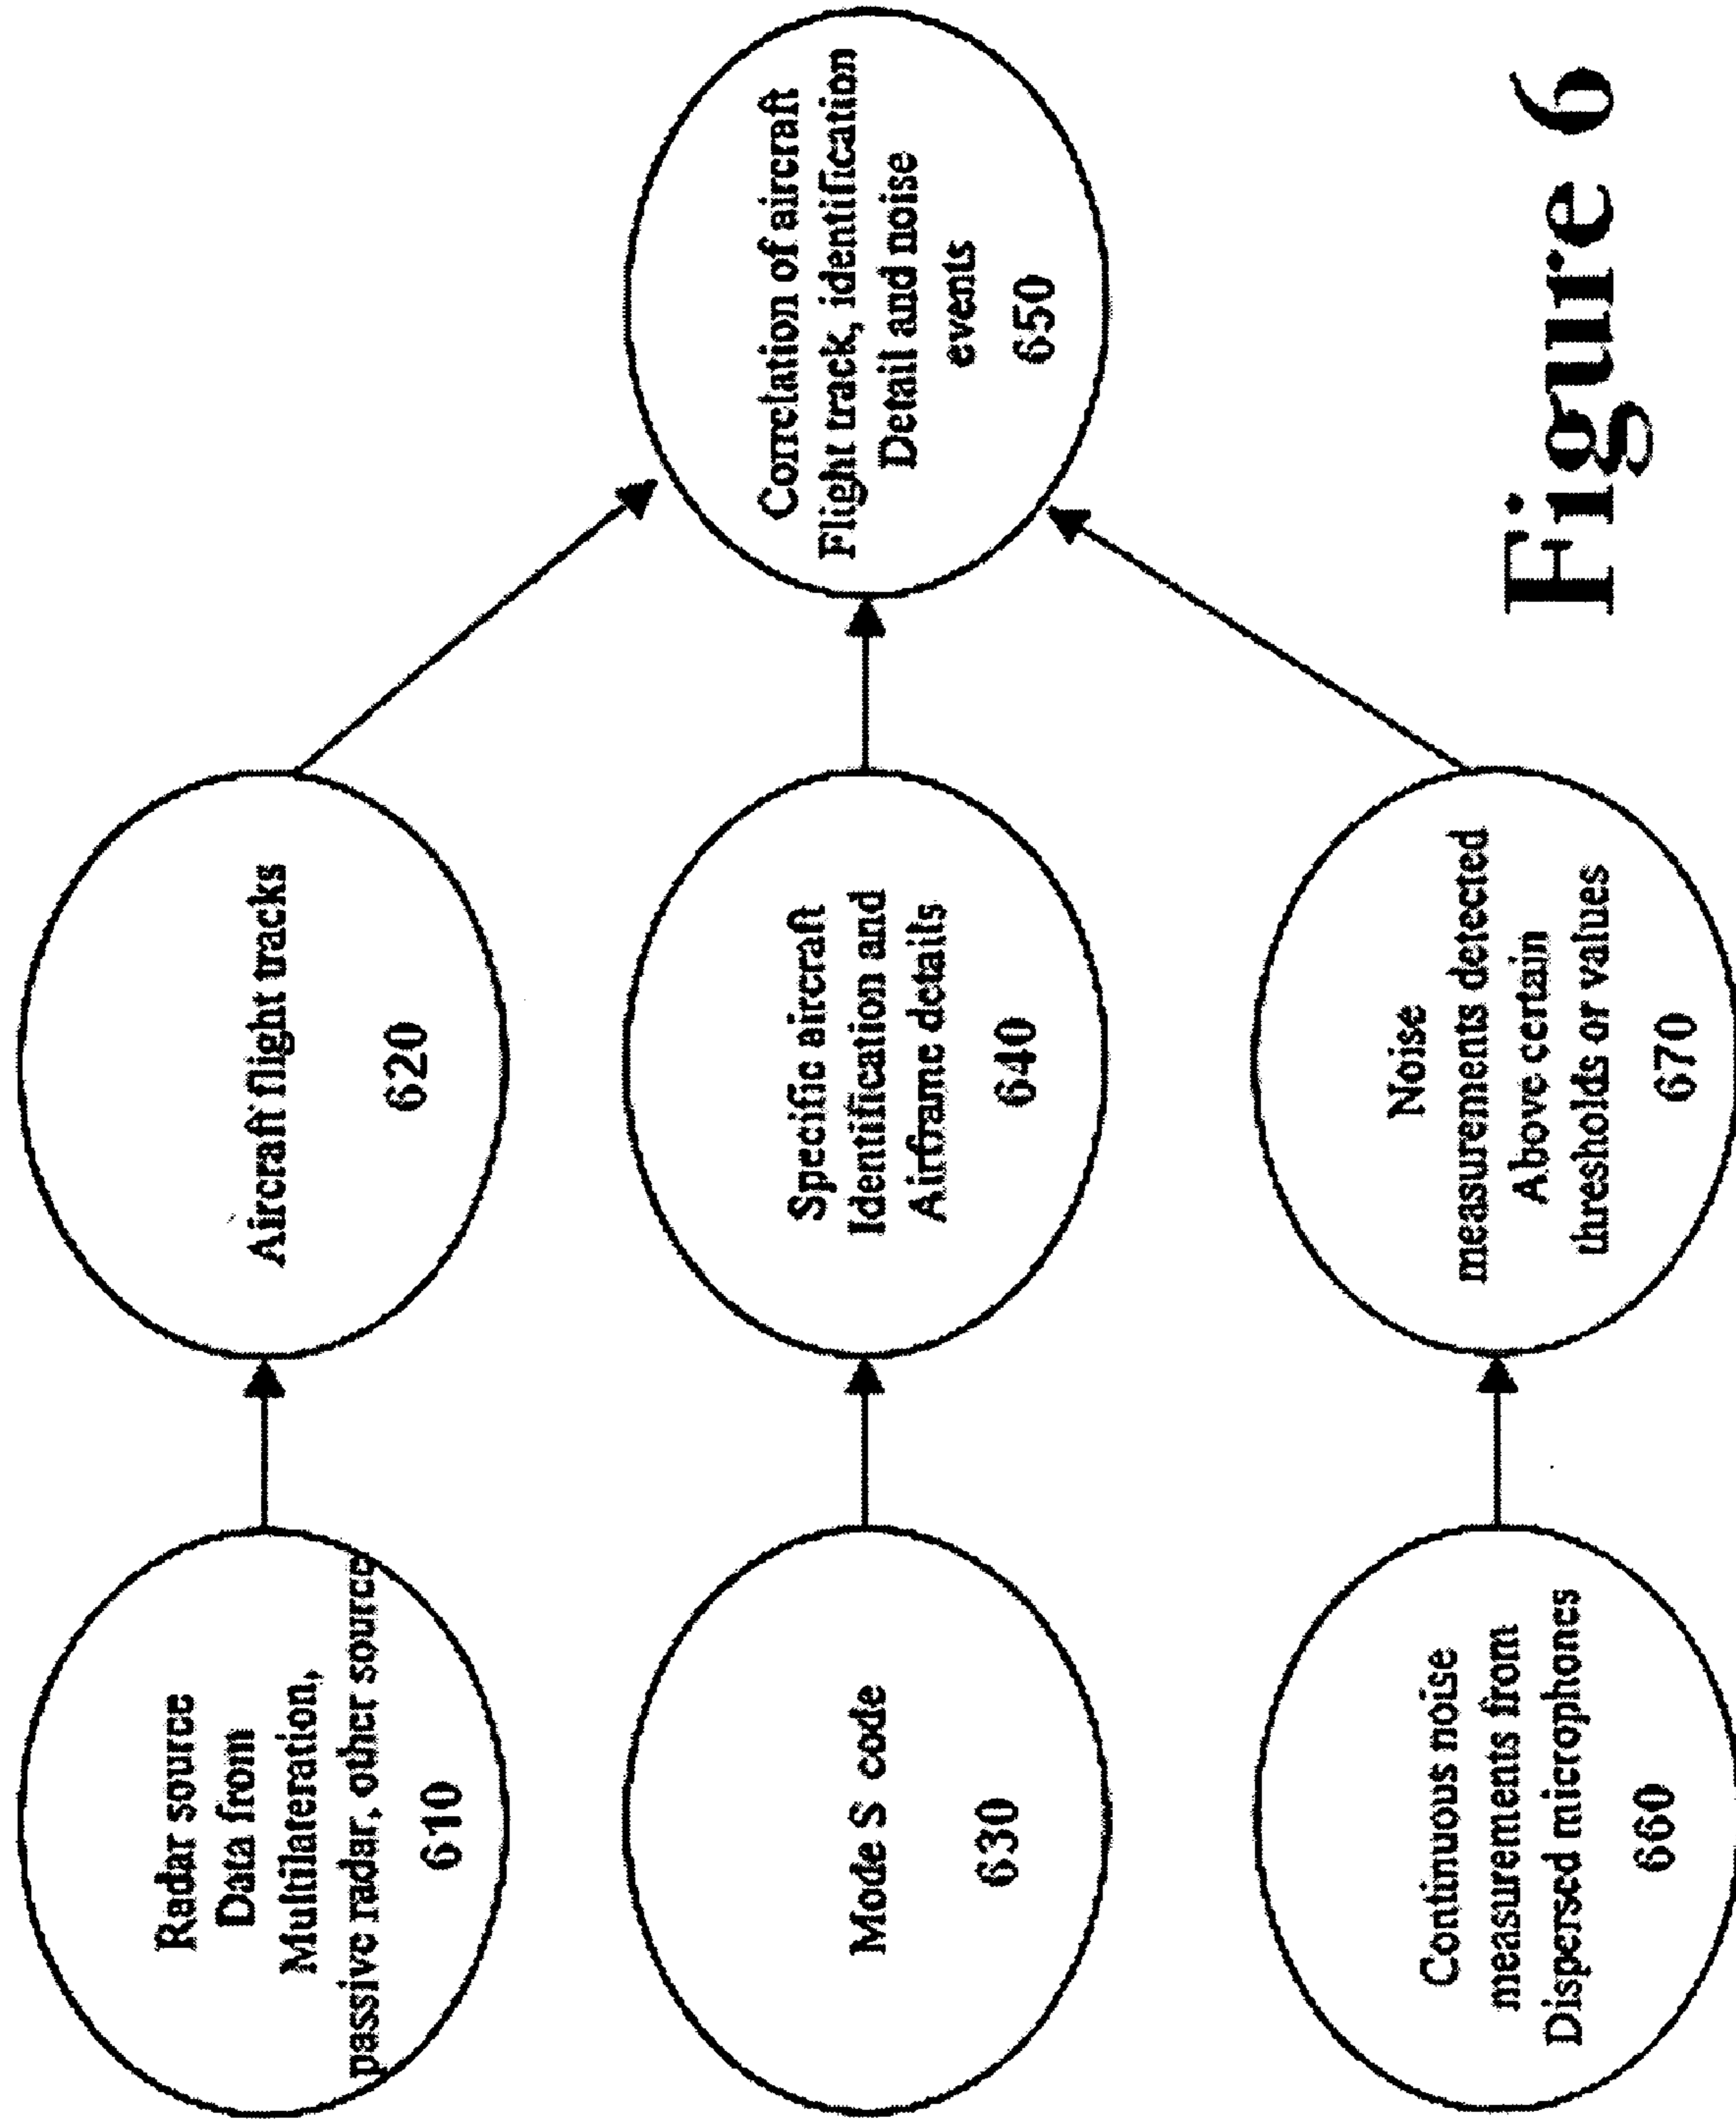 Radar source
Data from
Multilateration,
passive radar, other source
610
Aircraft flight tracks
620
Mode S code
630
Specific aircraft
Identification and
Airframe details
640
Correlation of aircraft
Flight track, identification
Detail and noise
events
650
Continuous noise
measurements from
Dispersed microphones
660
Noise
measurements detected
Above certain
thresholds or values
670
Figure 6